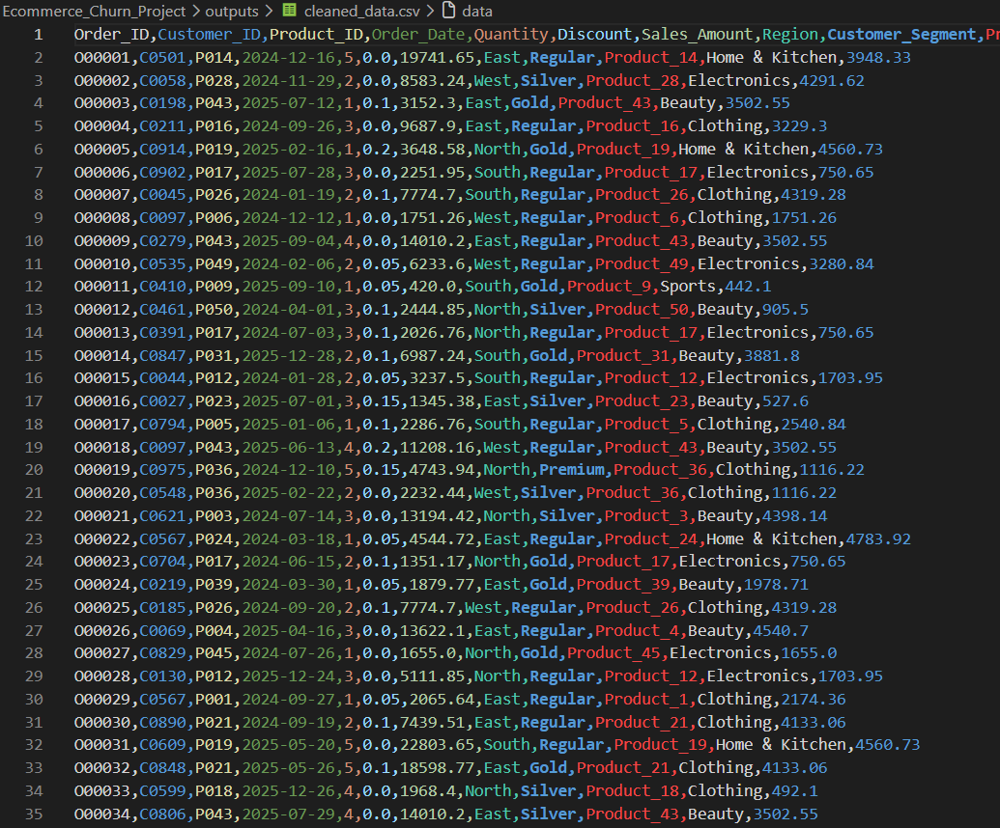 Ecommerce_Churn_Project > outputs > cleaned_data.csv > data
1 Order_ID,Customer_ID,Product_ID,Order_Date,Quantity,Discount,Sales_Amount,Region,Customer_Segment,Pr
2 O00001,C0501,P014,2024-12-16,5,0.0,19741.65,East,Regular,Product_14,Home & Kitchen,3948.33
3 O00002,C0058,P028,2024-11-29,2,0.0,8583.24,West,Silver,Product_28,Electronics,4291.62
4 O00003,C0198,P043,2025-07-12,1,0.1,3152.3,East,Gold,Product_43,Beauty,3502.55
5 O00004,C0211,P016,2024-09-26,3,0.0,9687.9,East,Regular,Product_16,Clothing,3229.3
6 O00005,C0914,P019,2025-02-16,1,0.2,3648.58,North,Gold,Product_19,Home & Kitchen,4560.73
7 O00006,C0902,P017,2025-07-28,3,0.0,2251.95,South,Regular,Product_17,Electronics,750.65
8 O00007,C0045,P026,2024-01-19,2,0.1,7774.7,South,Regular,Product_26,Clothing,4319.28
9 O00008,C0097,P006,2024-12-12,1,0.0,1751.26,West,Regular,Product_6,Clothing,1751.26
10 O00009,C0279,P043,2025-09-04,4,0.0,14010.2,East,Regular,Product_43,Beauty,3502.55
11 O00010,C0535,P049,2024-02-06,2,0.05,6233.6,West,Regular,Product_49,Electronics,3280.84
12 O00011,C0410,P009,2025-09-10,1,0.05,420.0,South,Gold,Product_9,Sports,442.1
13 O00012,C0461,P050,2024-04-01,3,0.1,2444.85,North,Silver,Product_50,Beauty,905.5
14 O00013,C0391,P017,2024-07-03,3,0.1,2026.76,North,Regular,Product_17,Electronics,750.65
15 O00014,C0847,P031,2025-12-28,2,0.1,6987.24,South,Gold,Product_31,Beauty,3881.8
16 O00015,C0044,P012,2024-01-28,2,0.05,3237.5,South,Regular,Product_12,Electronics,1703.95
17 O00016,C0027,P023,2025-07-01,3,0.15,1345.38,East,Silver,Product_23,Beauty,527.6
18 O00017,C0794,P005,2025-01-06,1,0.1,2286.76,South,Regular,Product_5,Clothing,2540.84
19 O00018,C0097,P043,2025-06-13,4,0.2,11208.16,West,Regular,Product_43,Beauty,3502.55
20 O00019,C0975,P036,2024-12-10,5,0.15,4743.94,North,Premium,Product_36,Clothing,1116.22
21 O00020,C0548,P036,2025-02-22,2,0.0,2232.44,West,Silver,Product_36,Clothing,1116.22
22 O00021,C0621,P003,2024-07-14,3,0.0,13194.42,North,Silver,Product_3,Beauty,4398.14
23 O00022,C0567,P024,2024-03-18,1,0.05,4544.72,East,Regular,Product_24,Home & Kitchen,4783.92
24 O00023,C0704,P017,2024-06-15,2,0.1,1351.17,North,Gold,Product_17,Electronics,750.65
25 O00024,C0219,P039,2024-03-30,1,0.05,1879.77,East,Gold,Product_39,Beauty,1978.71
26 O00025,C0185,P026,2024-09-20,2,0.1,7774.7,West,Regular,Product_26,Clothing,4319.28
27 O00026,C0069,P004,2024-04-16,3,0.0,13622.1,East,Regular,Product_4,Beauty,4540.7
28 O00027,C0829,P045,2024-07-26,1,0.0,1655.0,North,Gold,Product_45,Electronics,1655.0
29 O00028,C0130,P012,2024-12-24,3,0.0,5111.85,North,Regular,Product_12,Electronics,1703.95
30 O00029,C0567,P001,2024-09-27,1,0.05,2065.64,East,Regular,Product_1,Clothing,2174.36
31 O00030,C0890,P021,2024-09-19,2,0.1,7439.51,East,Regular,Product_21,Clothing,4133.06
32 O00031,C0609,P019,2025-05-20,5,0.0,22803.65,South,Regular,Product_19,Home & Kitchen,4560.73
33 O00032,C0848,P021,2025-05-26,5,0.1,18598.77,East,Gold,Product_21,Clothing,4133.06
34 O00033,C0599,P018,2025-12-26,4,0.0,1968.4,North,Silver,Product_18,Clothing,492.1
35 O00034,C0806,P043,2025-07-29,4,0.0,14010.2,East,Silver,Product_43,Beauty,3502.55